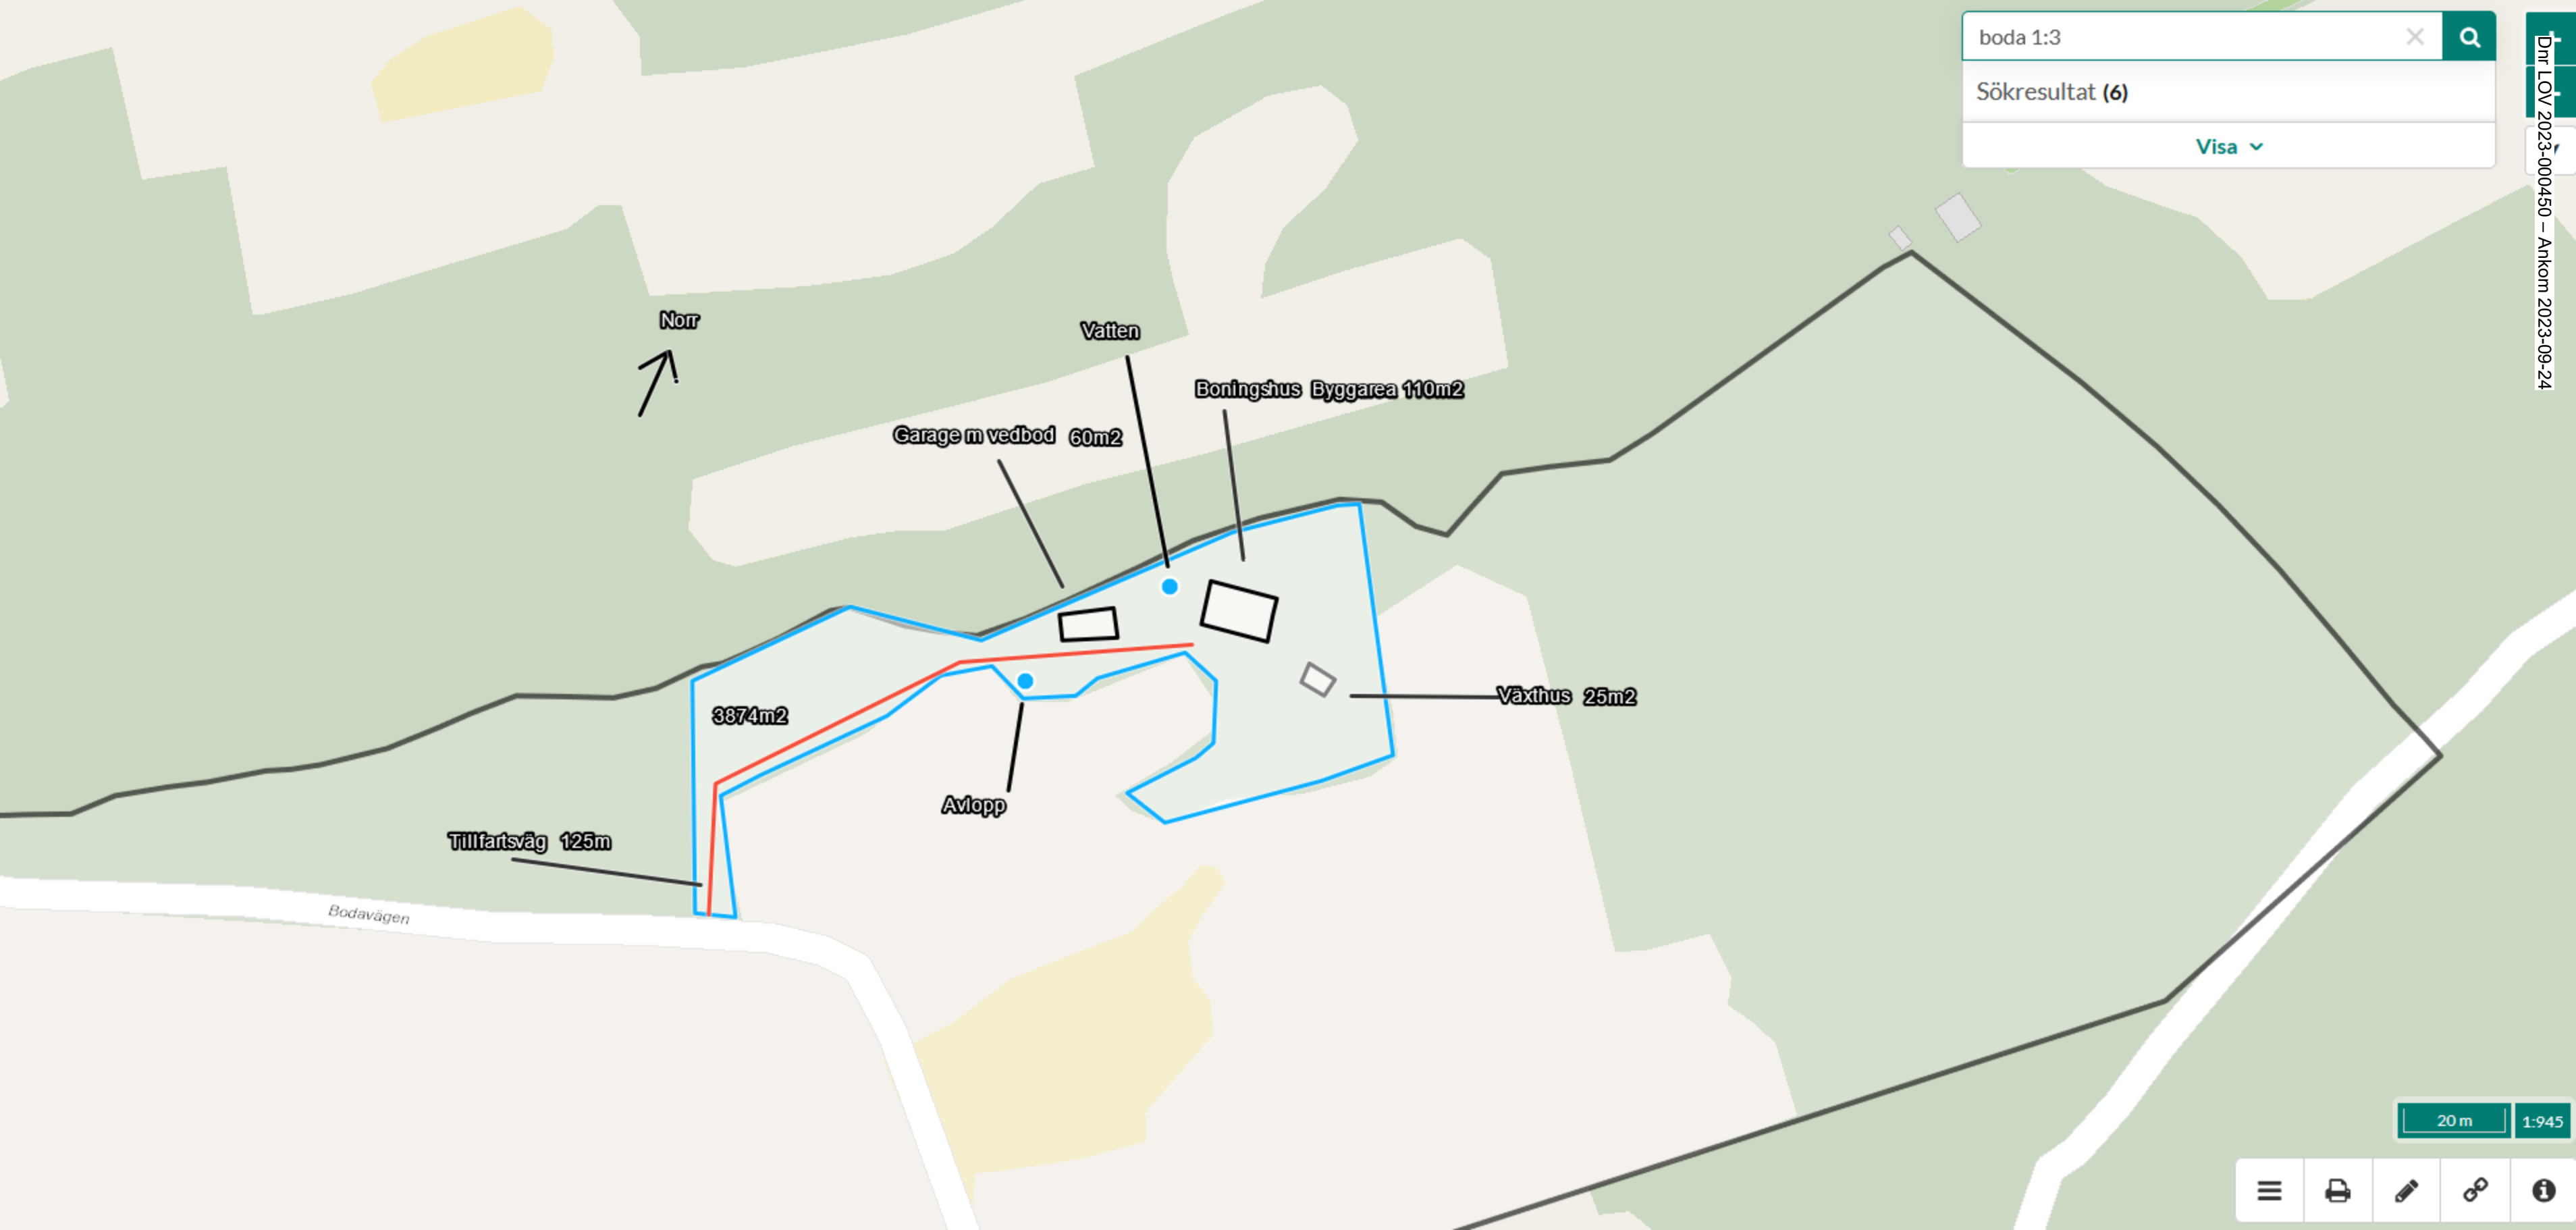 boda 1:3
Sökresultat (6)
Visa
Dnr LOV 2023-000450 – Ankom 2023-09-24
Norr
Vatten
Boningshus Byggarea 110m2
Garage m vedbod 60m2
Växthus 25m2
3874m2
Avlopp
Tillfartsväg 125m
Bodavägen
20 m
1:945